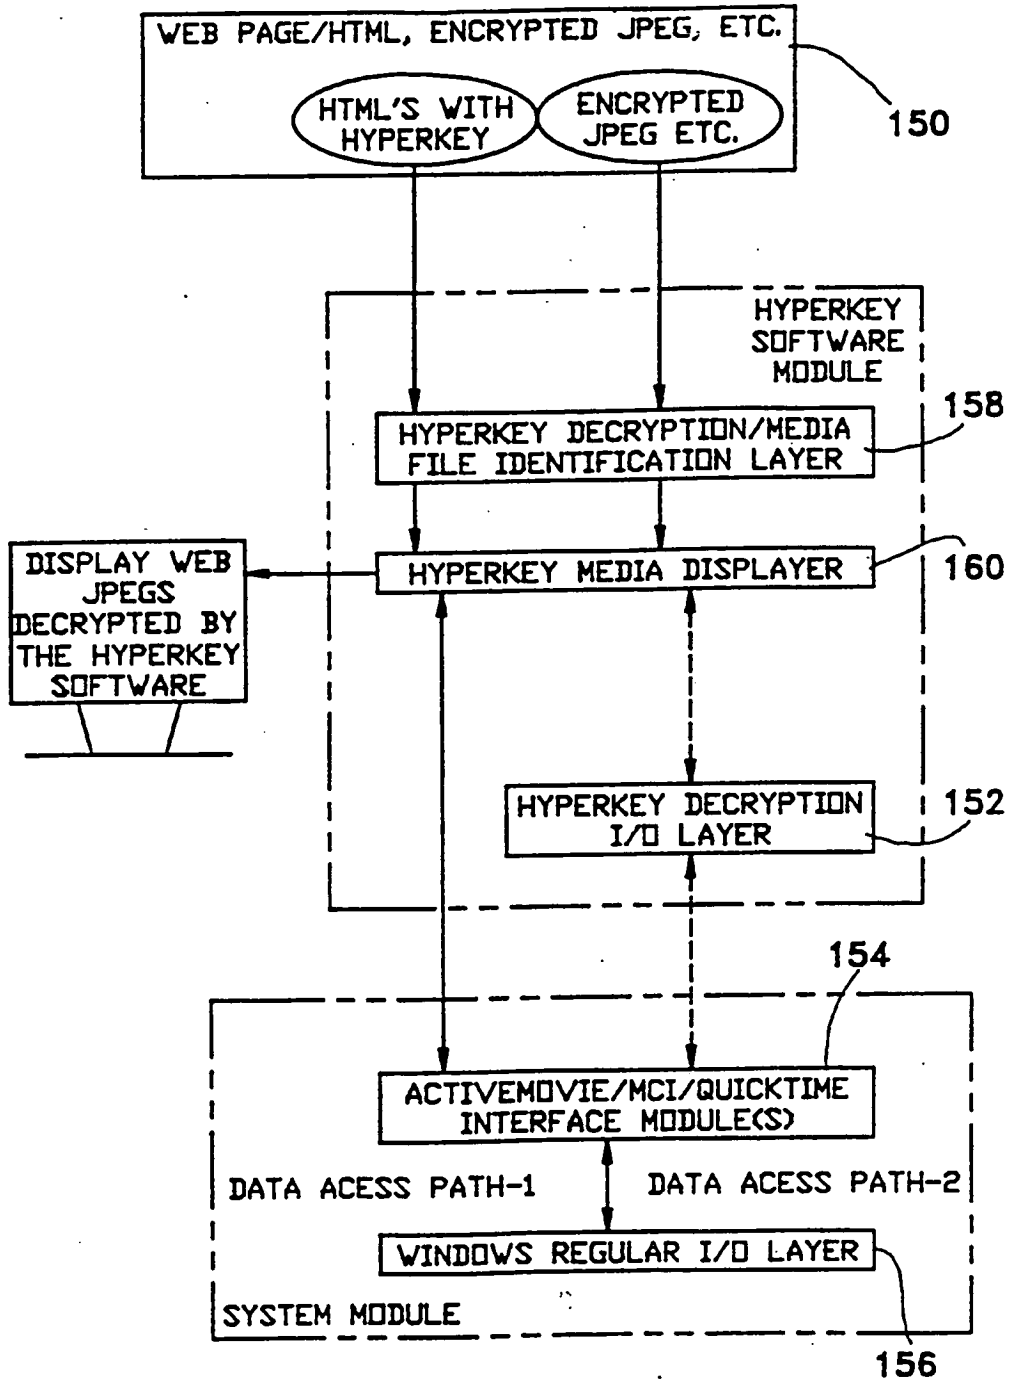 WEB PAGE/HTML, ENCRYPTED JPEG, ETC.
HTML'S WITH
HYPERKEY
ENCRYPTED
JPEG ETC.
150
HYPERKEY
SOFTWARE
MODULE
158
HYPERKEY DECRYPTION/MEDIA
FILE IDENTIFICATION LAYER
160
HYPERKEY MEDIA DISPLAYER
DISPLAY WEB
JPEGS
DECRYPTED BY
THE HYPERKEY
SOFTWARE
152
HYPERKEY DECRYPTION
I/O LAYER
154
ACTIVEMOVIE/MCI/QUICKTIME
INTERFACE MODULE(S)
DATA ACESS PATH-1
DATA ACESS PATH-2
WINDOWS REGULAR I/O LAYER
SYSTEM MODULE
156